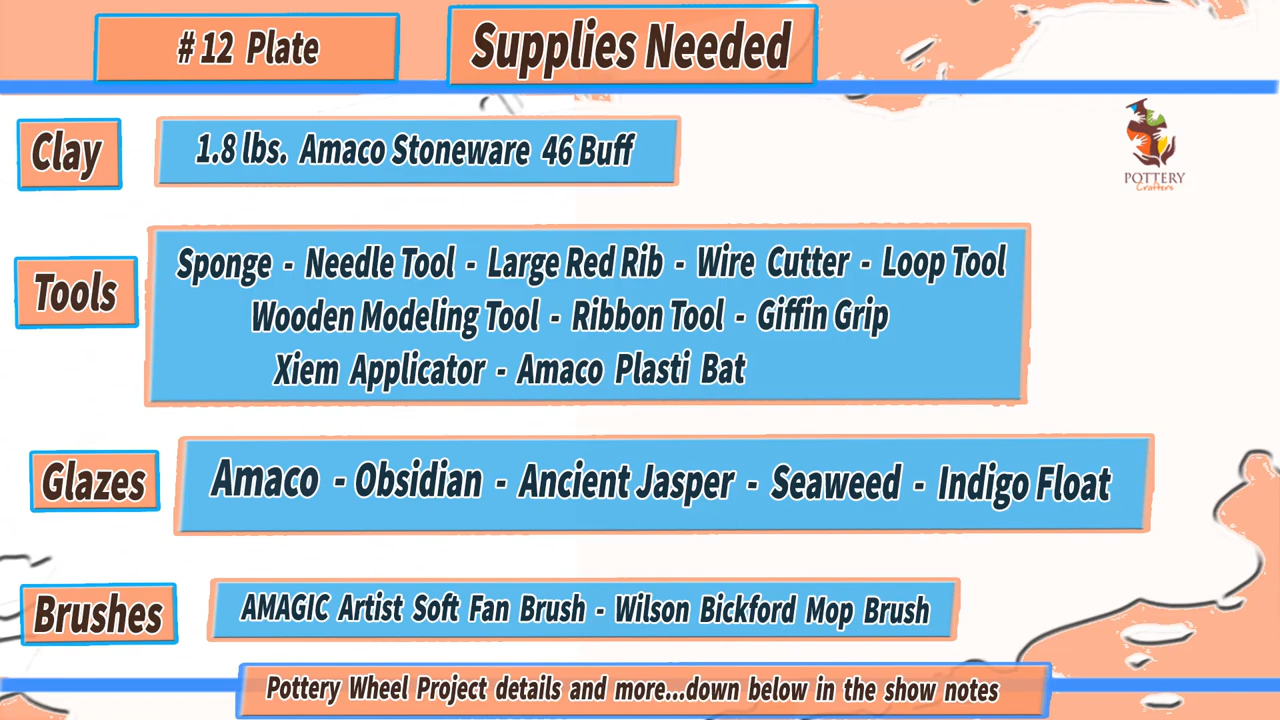 # 12 Plate
Supplies Needed
Clay
1.8 lbs. Amaco Stoneware 46 Buff
POTTERY
Crafters
Tools
Sponge - Needle Tool - Large Red Rib - Wire Cutter - Loop Tool
Wooden Modeling Tool - Ribbon Tool - Giffin Grip
Xiem Applicator - Amaco Plasti Bat
Glazes
Amaco - Obsidian - Ancient Jasper - Seaweed - Indigo Float
Brushes
AMAGIC Artist Soft Fan Brush - Wilson Bickford Mop Brush
Pottery Wheel Project details and more...down below in the show notes